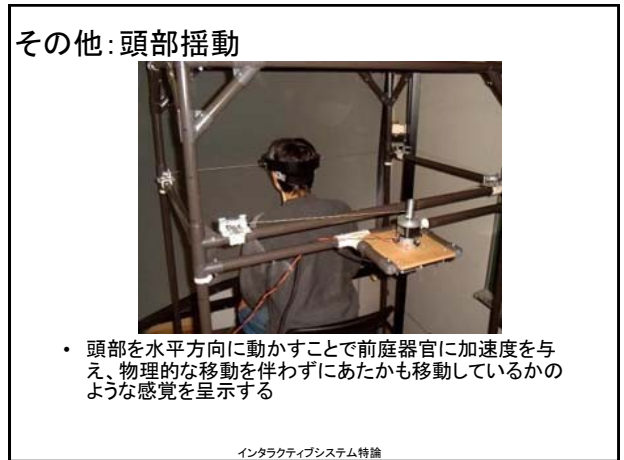 その他：頭部揺動
• 頭部を水平方向に動かすことで前庭器官に加速度を与
え、物理的な移動を伴わずにあたかも移動しているかの
ような感覚を呈示する
インタラクティブシステム特論